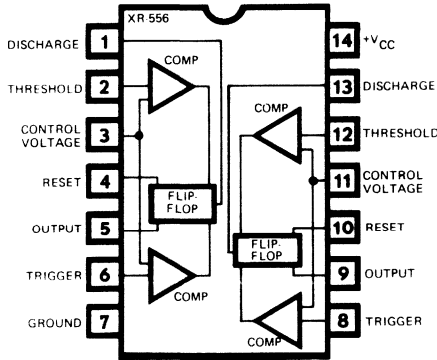 XR-556
DISCHARGE 1
THRESHOLD 2
CONTROL
VOLTAGE 3
RESET 4
OUTPUT 5
TRIGGER 6
GROUND 7
COMP
FLIP-
FLOP
COMP
14 +VCC
13 DISCHARGE
12 THRESHOLD
11 CONTROL
VOLTAGE
10 RESET
9 OUTPUT
8 TRIGGER
COMP
FLIP-
FLOP
COMP